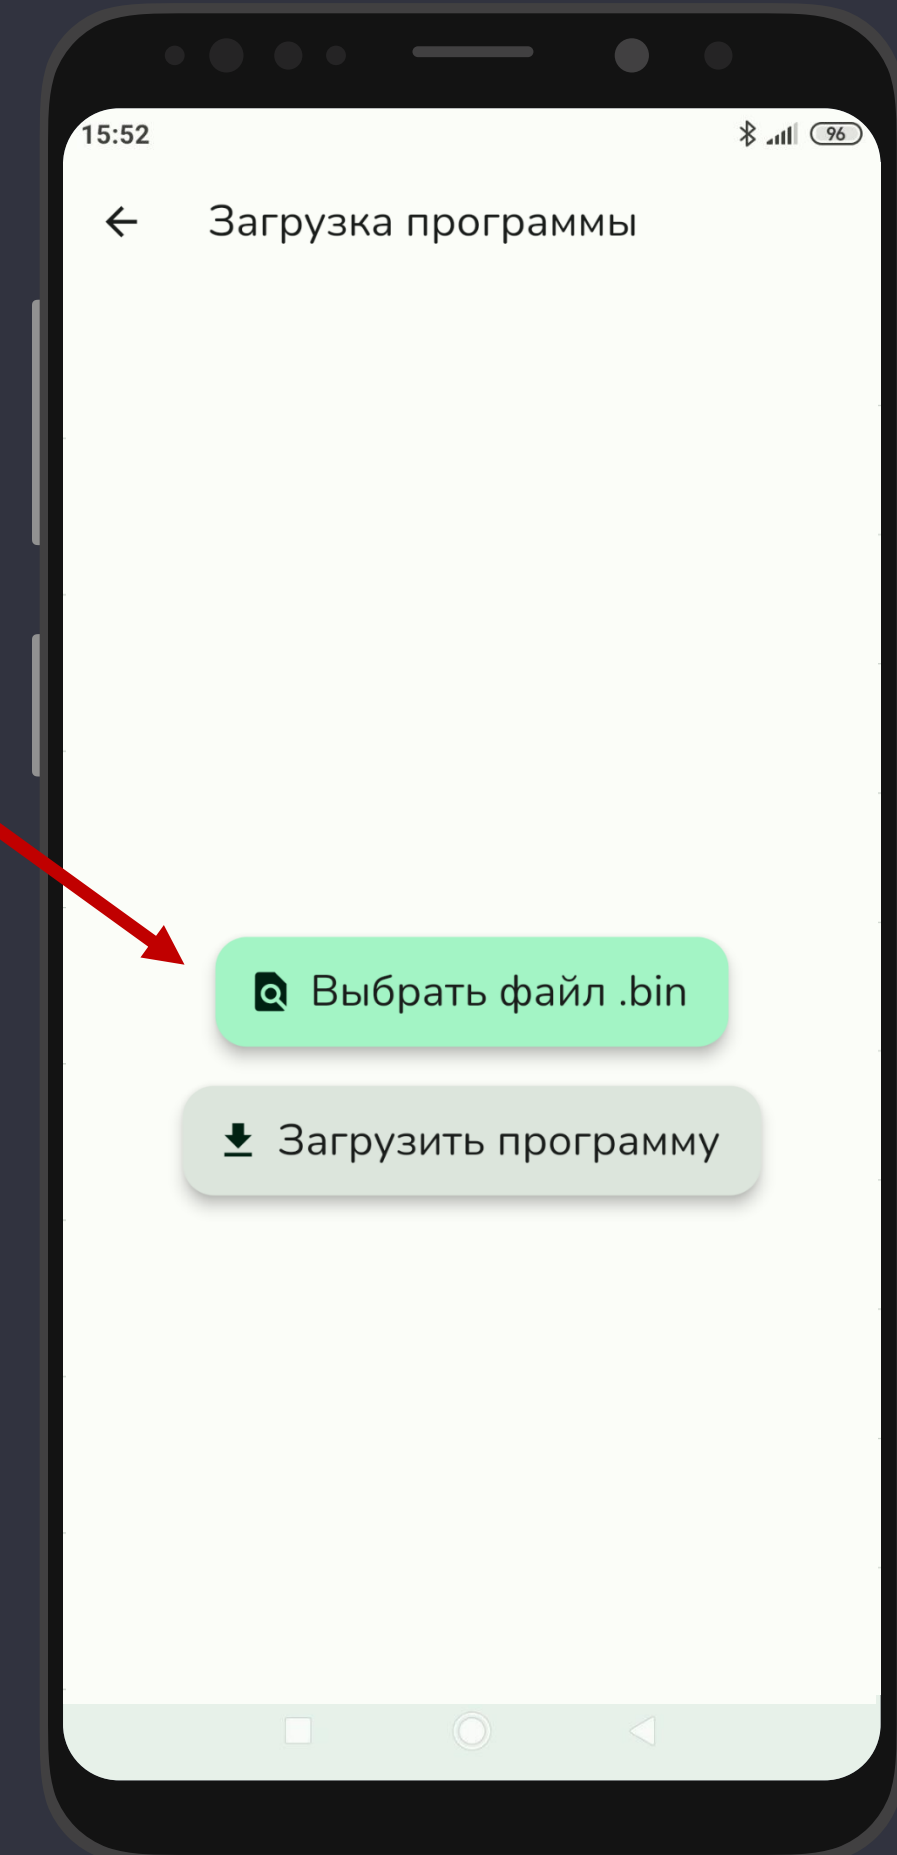 15:52
96
Загрузка программы
Выбрать файл .bin
Загрузить программу